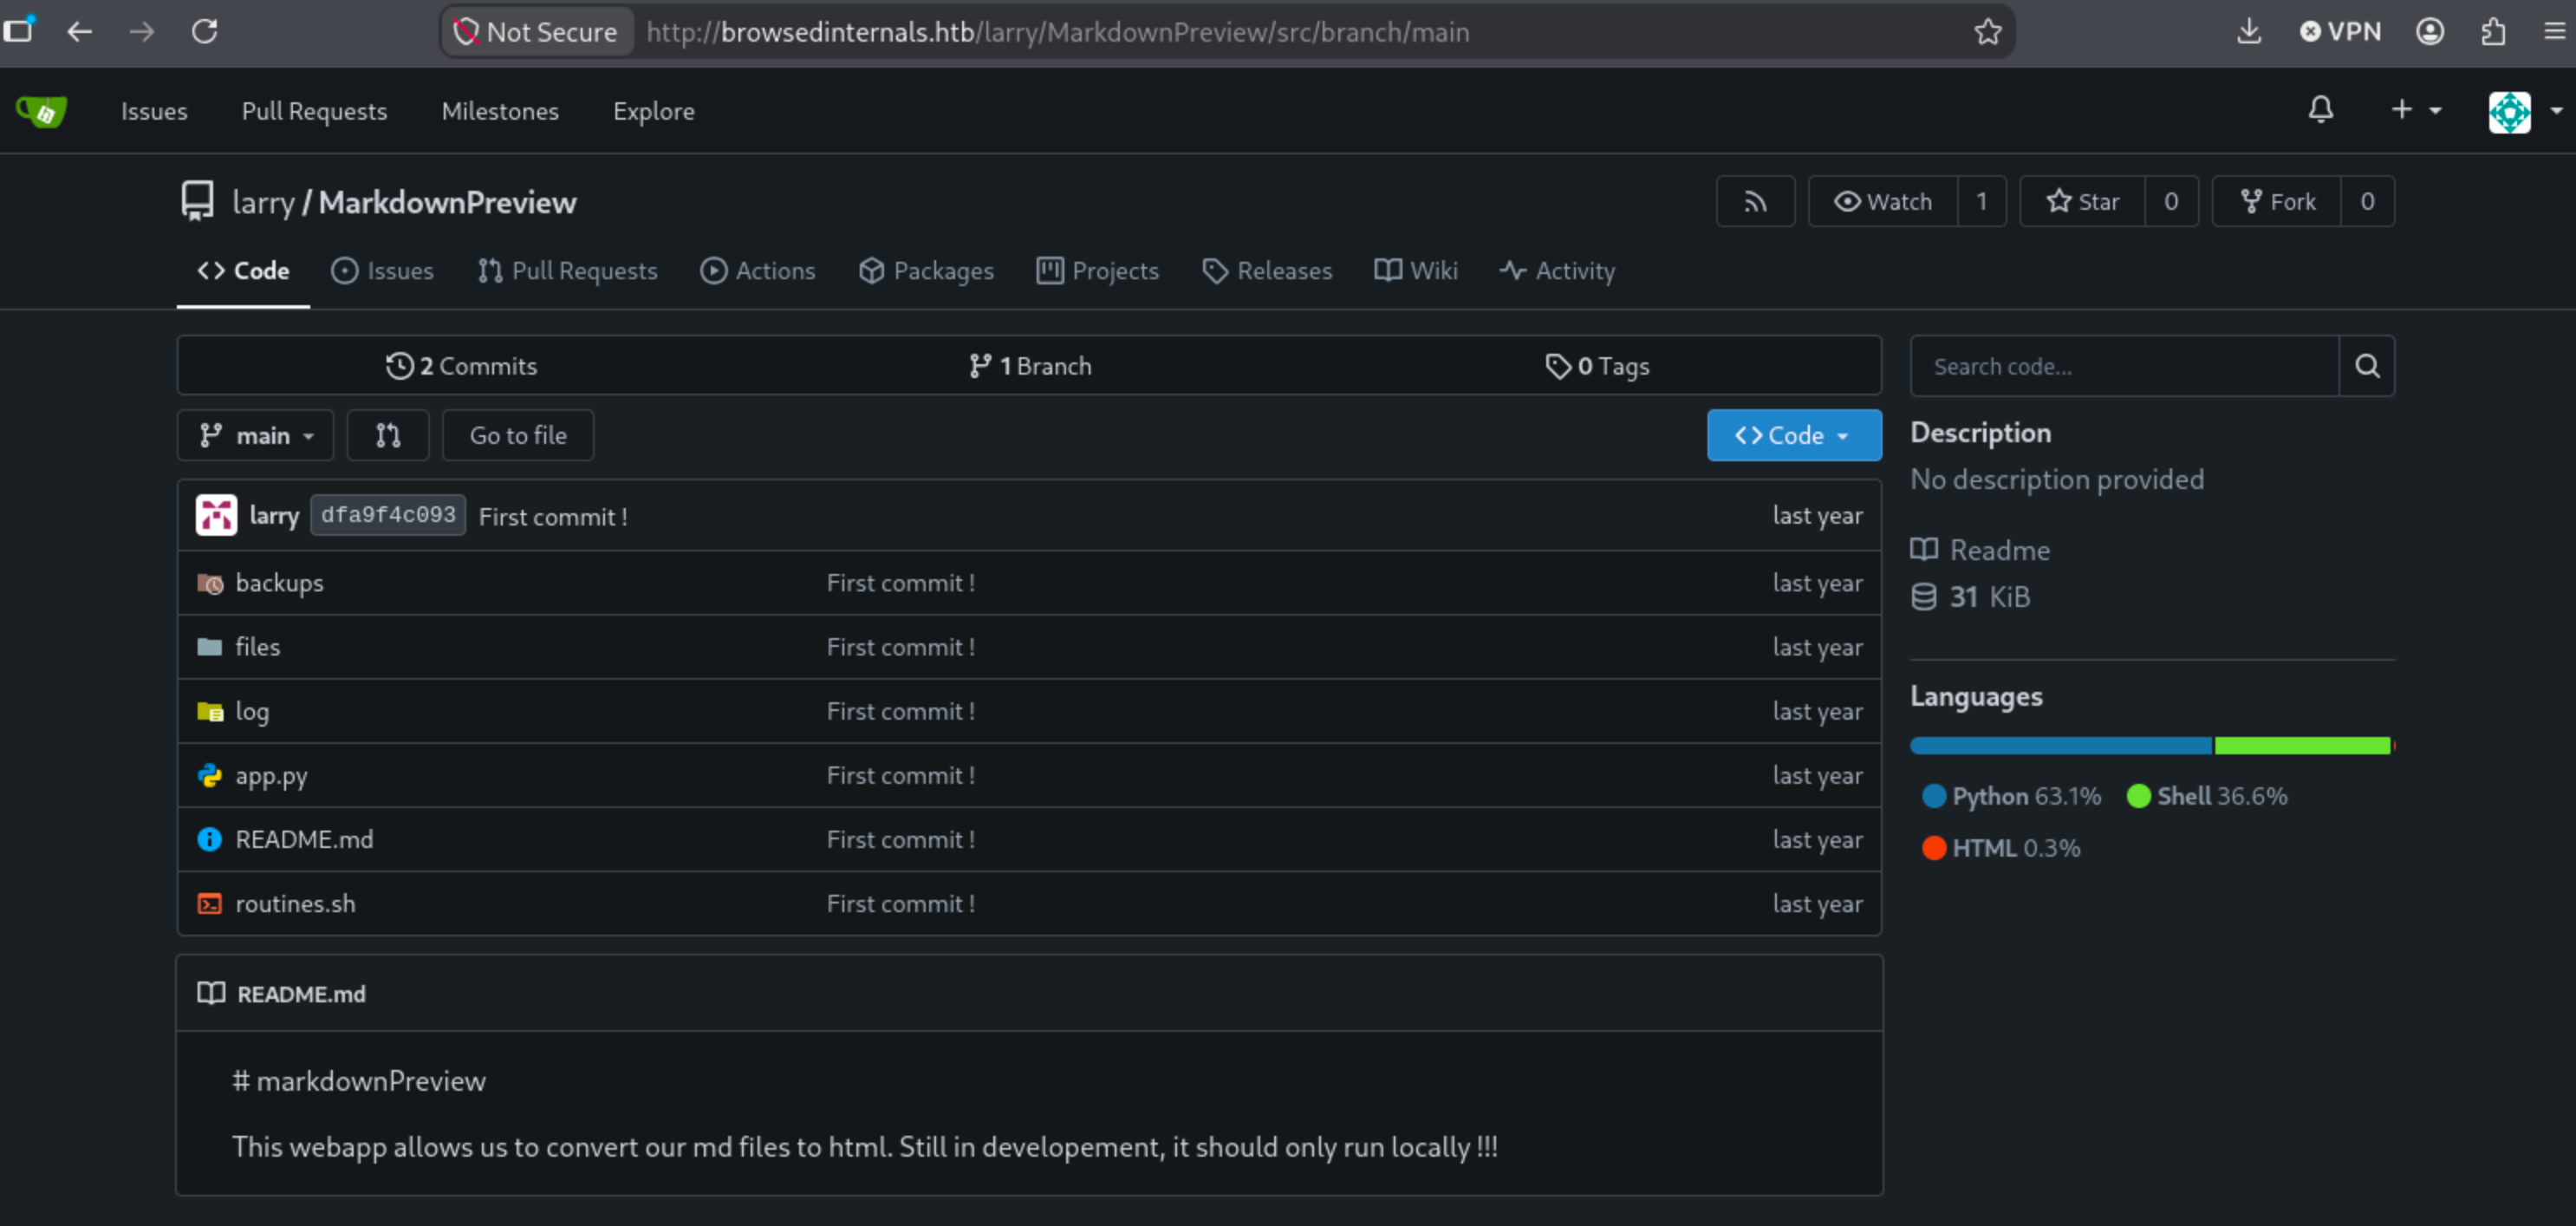 Not Secure http://browsedinternals.htb/larry/MarkdownPreview/src/branch/main VPN
Issues Pull Requests Milestones Explore
larry / MarkdownPreview Watch 1 Star 0 Fork 0
Code Issues Pull Requests Actions Packages Projects Releases Wiki Activity
2 Commits 1 Branch 0 Tags Search code...
main Go to file Code
Description
No description provided
larry dfa9f4c093 First commit ! last year
Readme
31 KiB
backups First commit ! last year
files First commit ! last year
log First commit ! last year
Languages
app.py First commit ! last year
Python 63.1% Shell 36.6%
HTML 0.3%
README.md First commit ! last year
routines.sh First commit ! last year
README.md
# markdownPreview
This webapp allows us to convert our md files to html. Still in developement, it should only run locally !!!